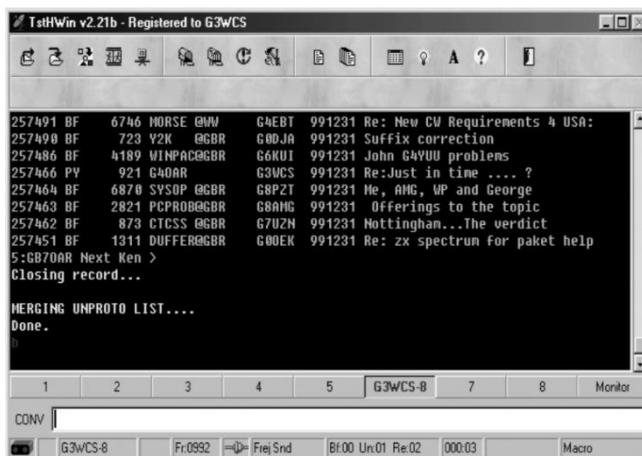 TstHWin v2.21b - Registered to G3WCS
A ?
257491 BF 6746 MORSE @WW G4EBT 991231 Re: New CW Requirements 4 USA:
257490 BF 723 Y2K @GBR G0DJA 991231 Suffix correction
257486 BF 4189 WINPAC@GBR G6KUI 991231 John G4YUU problems
257466 PY 921 G4OAR G3WCS 991231 Re:Just in time .... ?
257464 BF 6870 SYSOP @GBR G8PZT 991231 Me, AMG, WP and George
257463 BF 2821 PCPROB@GBR G8AMG 991231 Offerings to the topic
257462 BF 873 CTCSS @GBR G7UZN 991231 Nottingham...The verdict
257451 BF 1311 DUFFER@GBR G0OEK 991231 Re: zx spectrum for paket help
5:GB7OAR Next Ken >
Closing record...
MERGING UNPROTO LIST....
Done.
b
1 2 3 4 5 G3WCS-8 7 8 Monitor
CONV
G3WCS-8 Fr:0992 Frej Snd Bf:00 Un:01 Re:02 000:03 Macro